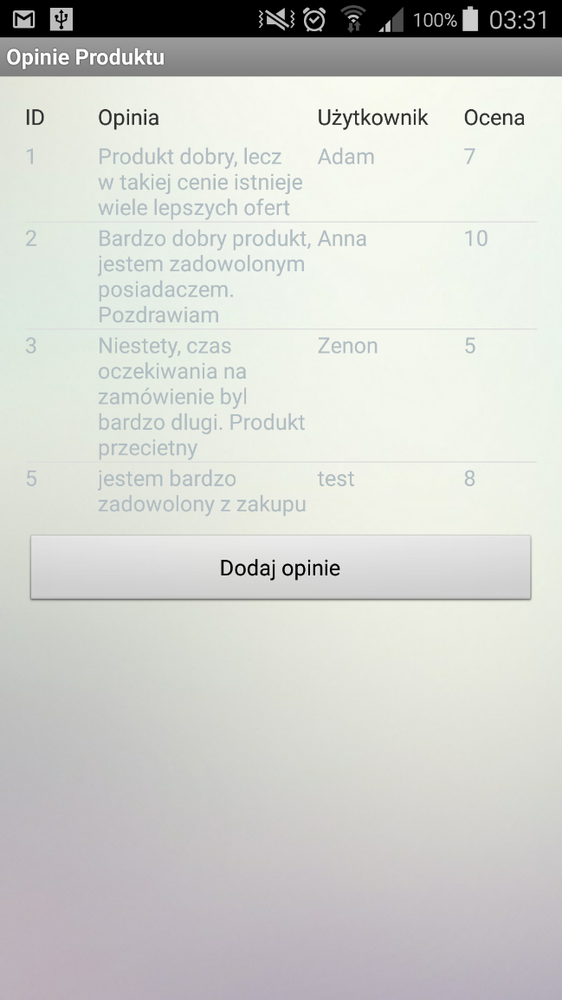 100% 03:31
Opinie Produktu
ID Opinia Użytkownik Ocena
1 Produkt dobry, lecz Adam 7
w takiej cenie istnieje
wiele lepszych ofert
2 Bardzo dobry produkt, Anna 10
jestem zadowolonym
posiadaczem.
Pozdrawiam
3 Niestety, czas Zenon 5
oczekiwania na
zamówienie byl
bardzo dlugi. Produkt
przecietny
5 jestem bardzo test 8
zadowolony z zakupu
Dodaj opinie